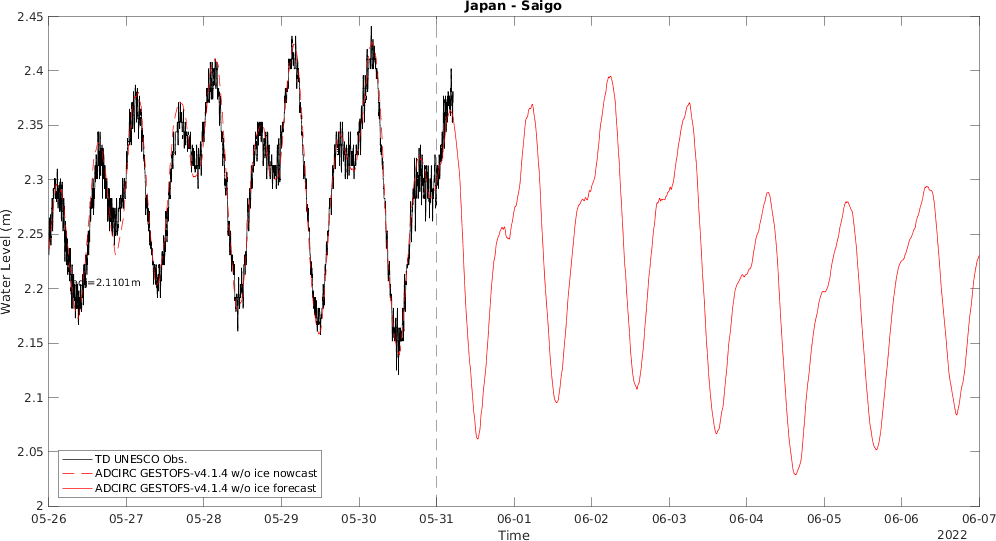 Japan - Saigo
2.45
2.4
2.35
2.3
2.25
2.2
2.15
2.1
2.05
2
Water Level (m)
=2.1101m
TD UNESCO Obs.
ADCIRC GESTOFS-v4.1.4 w/o ice nowcast
ADCIRC GESTOFS-v4.1.4 w/o ice forecast
05-26 05-27 05-28 05-29 05-30 05-31 06-01 06-02 06-03 06-04 06-05 06-06 06-07
Time
2022